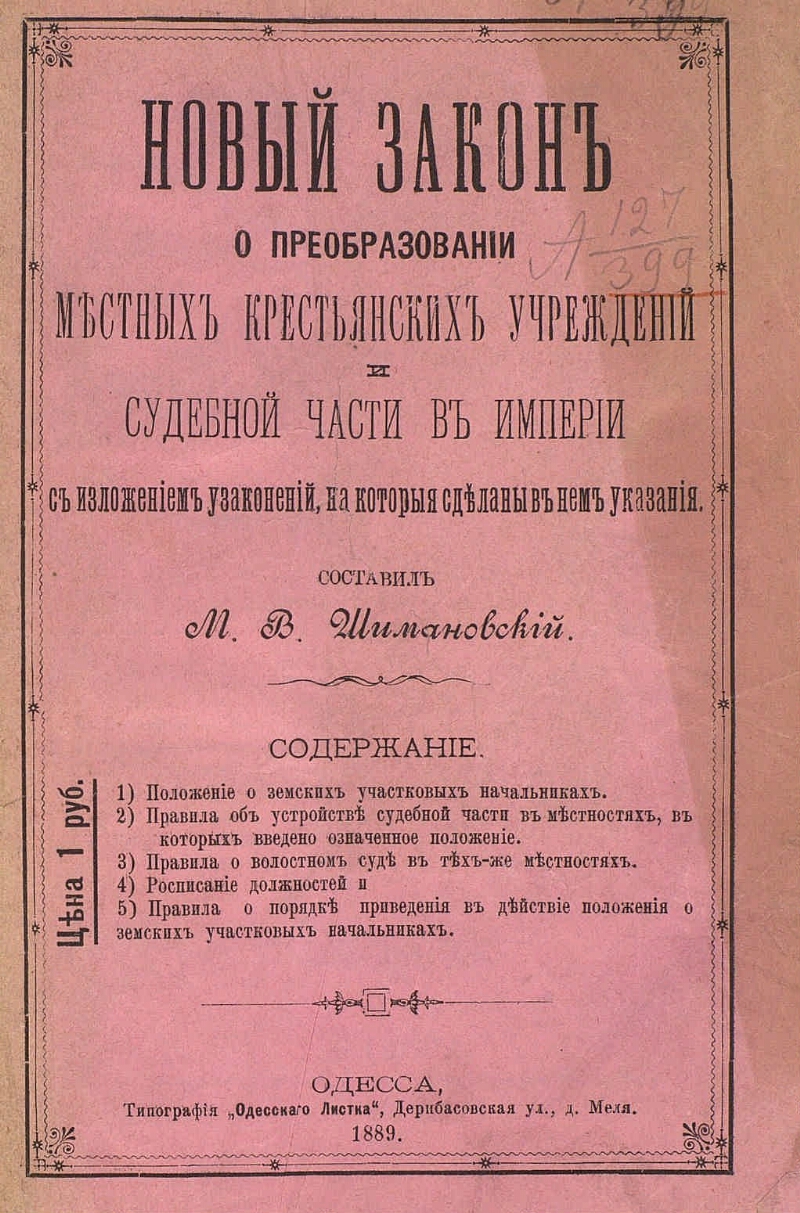 НОВЫЙ ЗАКОНЪ
О ПРЕОБРАЗОВАНІИ
МѢСТНЫХЪ КРЕСТЬЯНСКИХЪ УЧРЕЖДЕНІЙ
И
СУДЕБНОЙ ЧАСТИ ВЪ ИМПЕРІИ
съ изложеніемъ узаконеній, на которыя сдѣланы въ немъ указанія.
СОСТАВИЛЪ
М. В. Шимановскій.
СОДЕРЖАНІЕ.
1) Положеніе о земскихъ участковыхъ начальникахъ.
2) Правила объ устройствѣ судебной части въ мѣстностяхъ, въ
которыхъ введено означенное положеніе.
3) Правила о волостномъ судѣ въ тѣхъ-же мѣстностяхъ.
4) Росписаніе должностей и
5) Правила о порядкѣ приведенія въ дѣйствіе положенія о
земскихъ участковыхъ начальникахъ.
Цѣна 1 руб.
ОДЕССА,
Типографія „Одесскаго Листка“, Дерибасовская ул., д. Меля.
1889.
127
399